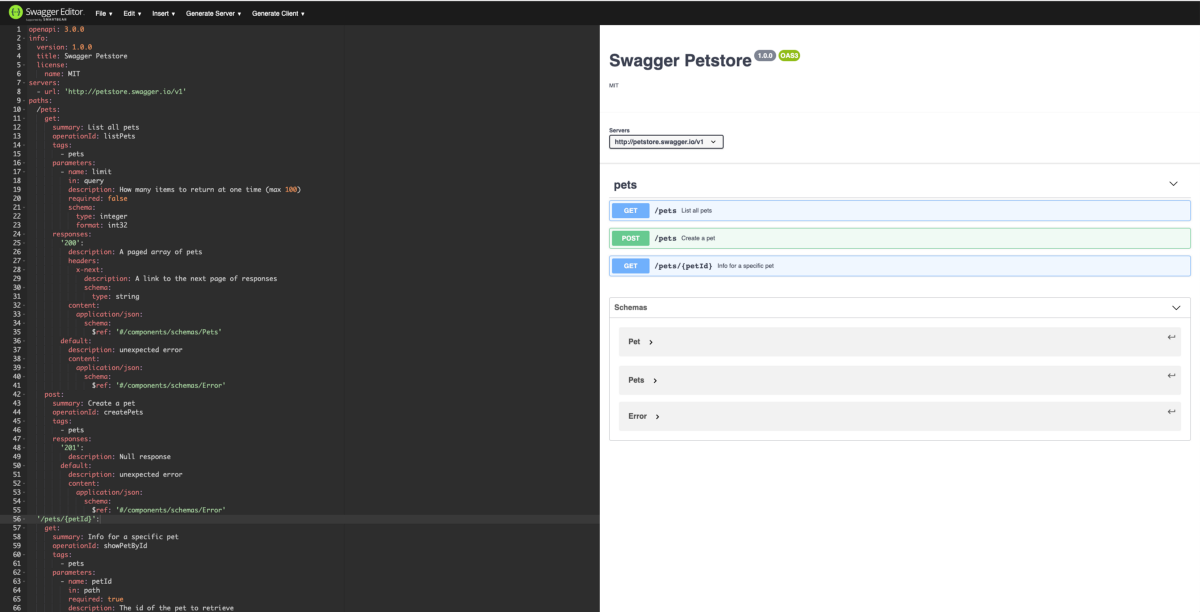 Swagger Editor
File ▾ Edit ▾ Insert ▾ Generate Server ▾ Generate Client ▾
1 openapi: 3.0.0
2 info:
3 version: 1.0.0
4 title: Swagger Petstore
5 license:
6 name: MIT
7 servers:
8 - url: 'http://petstore.swagger.io/v1'
9 paths:
10 /pets:
11 get:
12 summary: List all pets
13 operationId: listPets
14 tags:
15 - pets
16 parameters:
17 - name: limit
18 in: query
19 description: How many items to return at one time (max 100)
20 required: false
21 schema:
22 type: integer
23 format: int32
24 responses:
25 '200':
26 description: A paged array of pets
27 headers:
28 x-next:
29 description: A link to the next page of responses
30 schema:
31 type: string
32 content:
33 application/json:
34 schema:
35 $ref: '#/components/schemas/Pets'
36 default:
37 description: unexpected error
38 content:
39 application/json:
40 schema:
41 $ref: '#/components/schemas/Error'
42 post:
43 summary: Create a pet
44 operationId: createPets
45 tags:
46 - pets
47 responses:
48 '201':
49 description: Null response
50 default:
51 description: unexpected error
52 content:
53 application/json:
54 schema:
55 $ref: '#/components/schemas/Error'
56 '/pets/{petId}':
57 get:
58 summary: Info for a specific pet
59 operationId: showPetById
60 tags:
61 - pets
62 parameters:
63 - name: petId
64 in: path
65 required: true
66 description: The id of the pet to retrieve
Swagger Petstore 1.0.0 OAS3
MIT
Servers
http://petstore.swagger.io/v1
pets
GET /pets List all pets
POST /pets Create a pet
GET /pets/{petId} Info for a specific pet
Schemas
Pet
Pets
Error